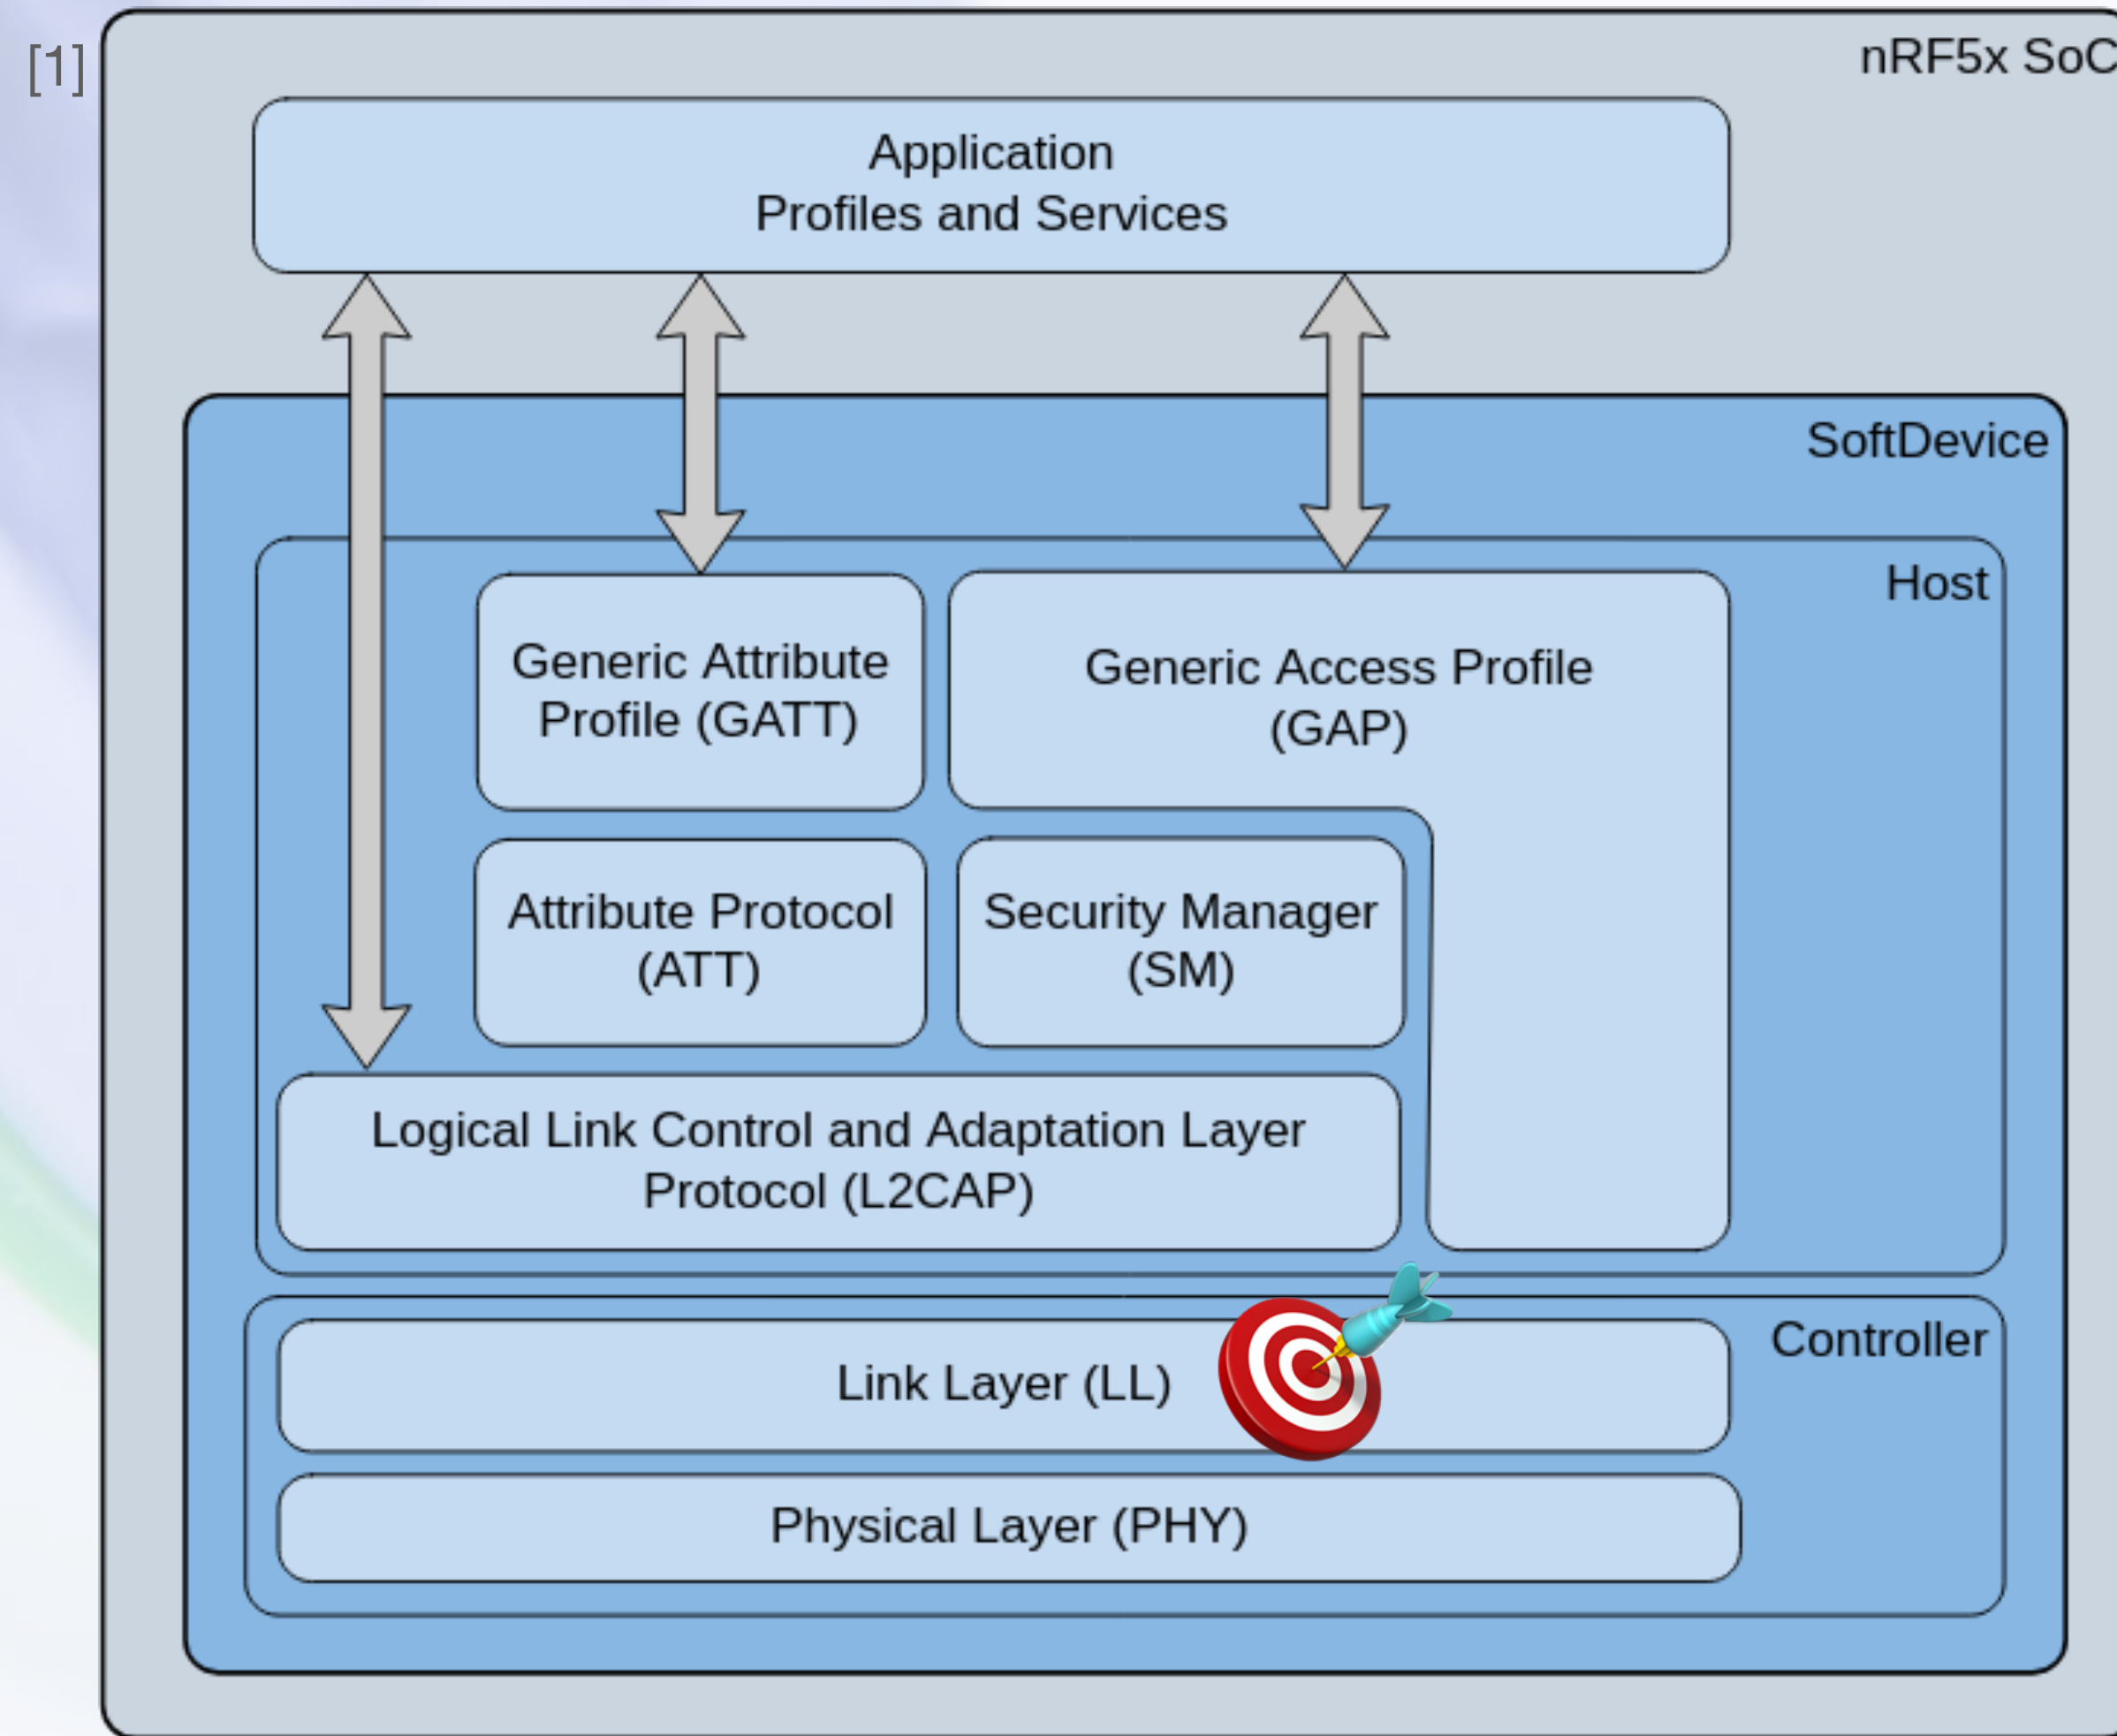 [1]
nRF5x SoC
Application
Profiles and Services
SoftDevice
Host
Generic Attribute
Profile (GATT)
Generic Access Profile
(GAP)
Attribute Protocol
(ATT)
Security Manager
(SM)
Logical Link Control and Adaptation Layer
Protocol (L2CAP)
Controller
Link Layer (LL)
Physical Layer (PHY)